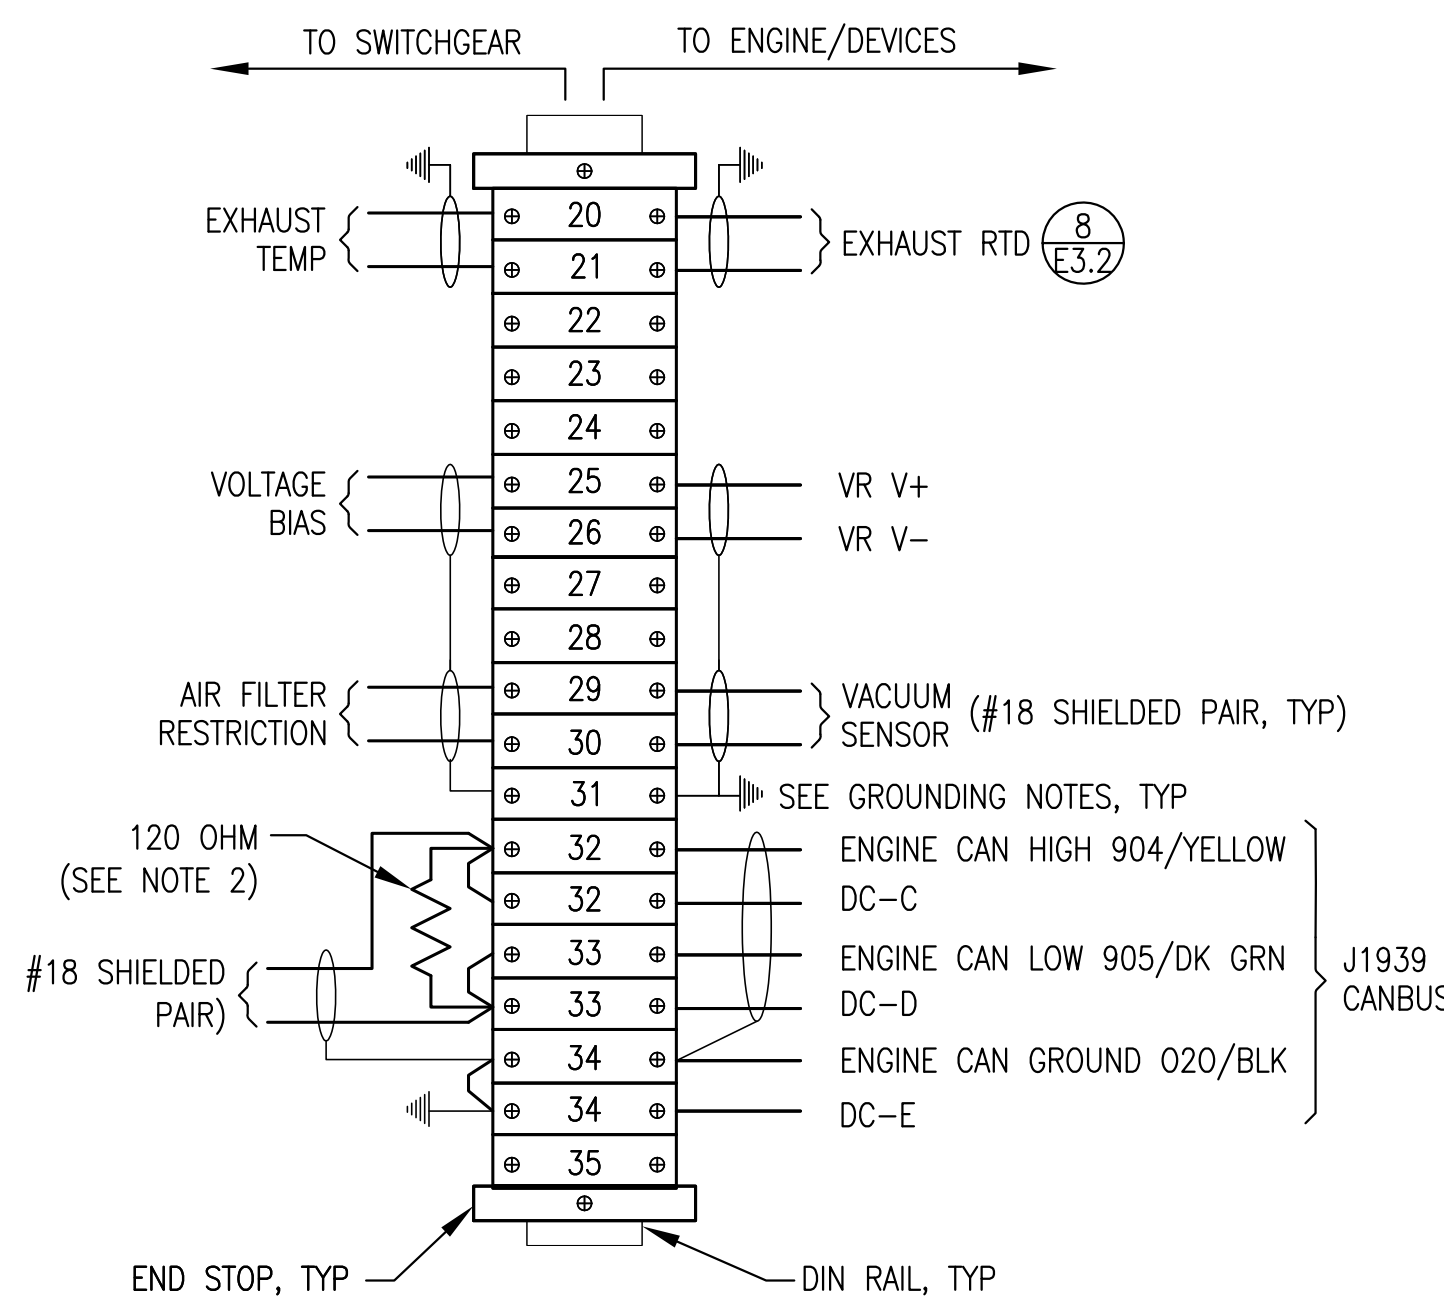 TO SWITCHGEAR
TO ENGINE/DEVICES
EXHAUST
TEMP
20
21
EXHAUST RTD
8
E3.2
22
23
24
VOLTAGE
BIAS
25
26
VR V+
VR V-
27
28
AIR FILTER
RESTRICTION
29
30
VACUUM
SENSOR
(#18 SHIELDED PAIR, TYP)
31
SEE GROUNDING NOTES, TYP
120 OHM
(SEE NOTE 2)
32
ENGINE CAN HIGH 904/YELLOW
32
DC-C
#18 SHIELDED
PAIR)
33
ENGINE CAN LOW 905/DK GRN
33
DC-D
J1939
CANBUS
34
ENGINE CAN GROUND 020/BLK
34
DC-E
35
END STOP, TYP
DIN RAIL, TYP